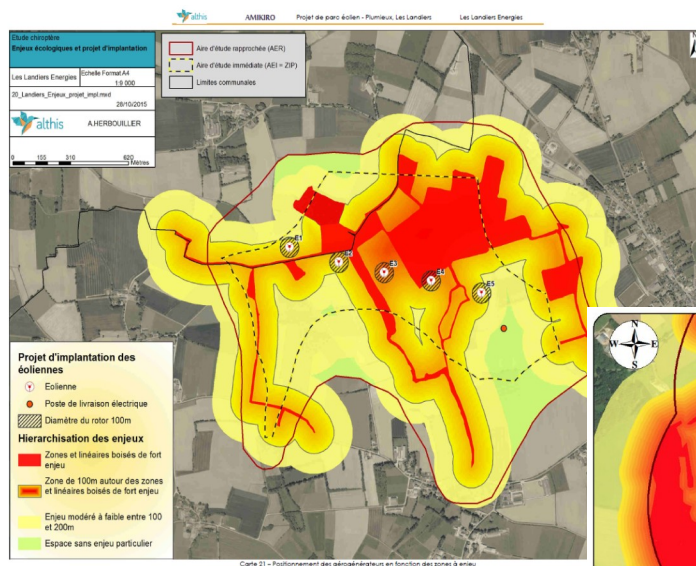 althis
AMIKIRO
Projet de parc éolien - Plumieux, Les Landiers
Les Landiers Energies
Etude chiroptère
Enjeux écologiques et projet d'implantation
Les Landiers Energies
Echelle Format A4
1:9 000
20_Landiers_Enjeux_projet_impl.mxd
28/10/2015
althis
A.HERBOUILLER
0 155 310 620
Mètres
Aire d'étude rapprochée (AER)
Aire d'étude immédiate (AEI = ZIP)
Limites communales
N
E1
E2
E3
E4
E5
Projet d'implantation des
éoliennes
Eolienne
Poste de livraison électrique
Diamètre du rotor 100m
Hierarchisation des enjeux
Zones et linéaires boisés de fort
enjeu
Zone de 100m autour des zones
et linéaires boisés de fort enjeu
Enjeu modéré à faible entre 100
et 200m
Espace sans enjeu particulier
N
W E
S
Carte 21 – Positionnement des aérogénérateurs en fonction des zones à enjeu